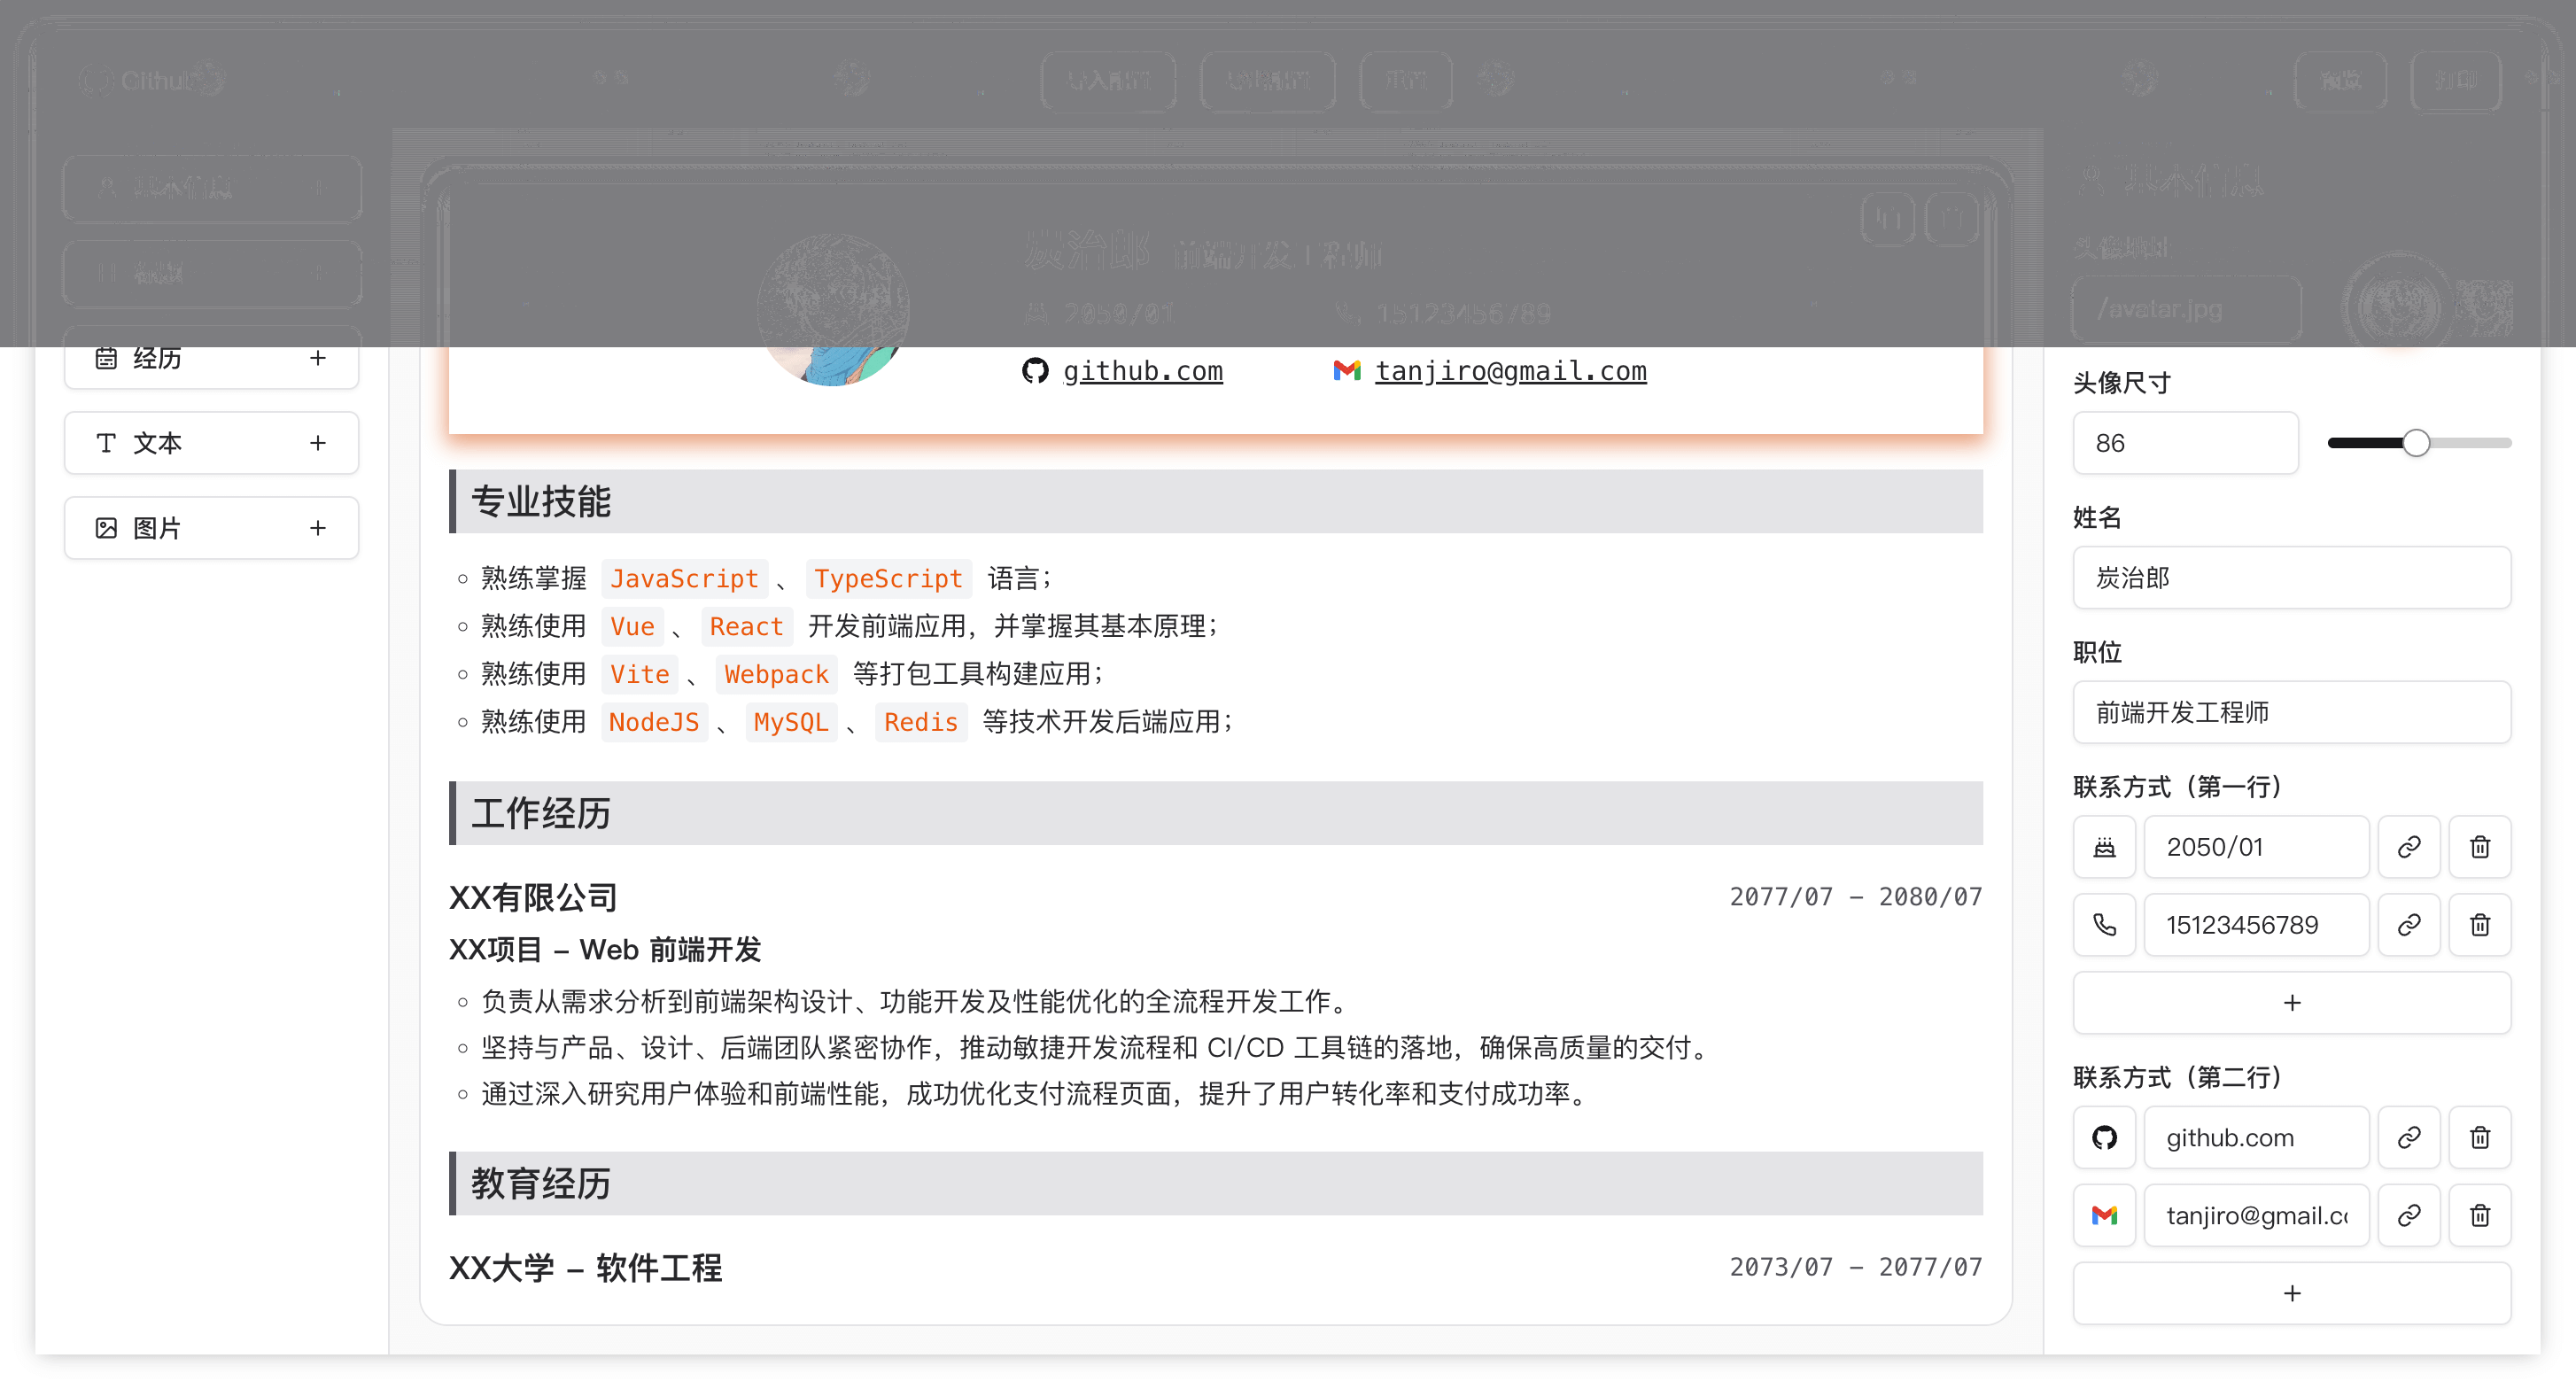 Github
基本信息
基本信息
炭治郎 前端开发工程师
头像地址
2050/01
15123456789
/avatar.jpg
经历
github.com
tanjiro@gmail.com
头像尺寸
文本
86
专业技能
图片
姓名
熟练掌握 JavaScript 、 TypeScript 语言；
炭治郎
熟练使用 Vue 、 React 开发前端应用，并掌握其基本原理；
职位
熟练使用 Vite 、 Webpack 等打包工具构建应用；
前端开发工程师
熟练使用 NodeJS 、 MySQL 、 Redis 等技术开发后端应用；
联系方式（第一行）
工作经历
2050/01
XX有限公司
2077/07 – 2080/07
15123456789
XX项目 – Web 前端开发
负责从需求分析到前端架构设计、功能开发及性能优化的全流程开发工作。
坚持与产品、设计、后端团队紧密协作，推动敏捷开发流程和 CI/CD 工具链的落地，确保高质量的交付。
联系方式（第二行）
通过深入研究用户体验和前端性能，成功优化支付流程页面，提升了用户转化率和支付成功率。
github.com
教育经历
tanjiro@gmail.c
XX大学 – 软件工程
2073/07 – 2077/07